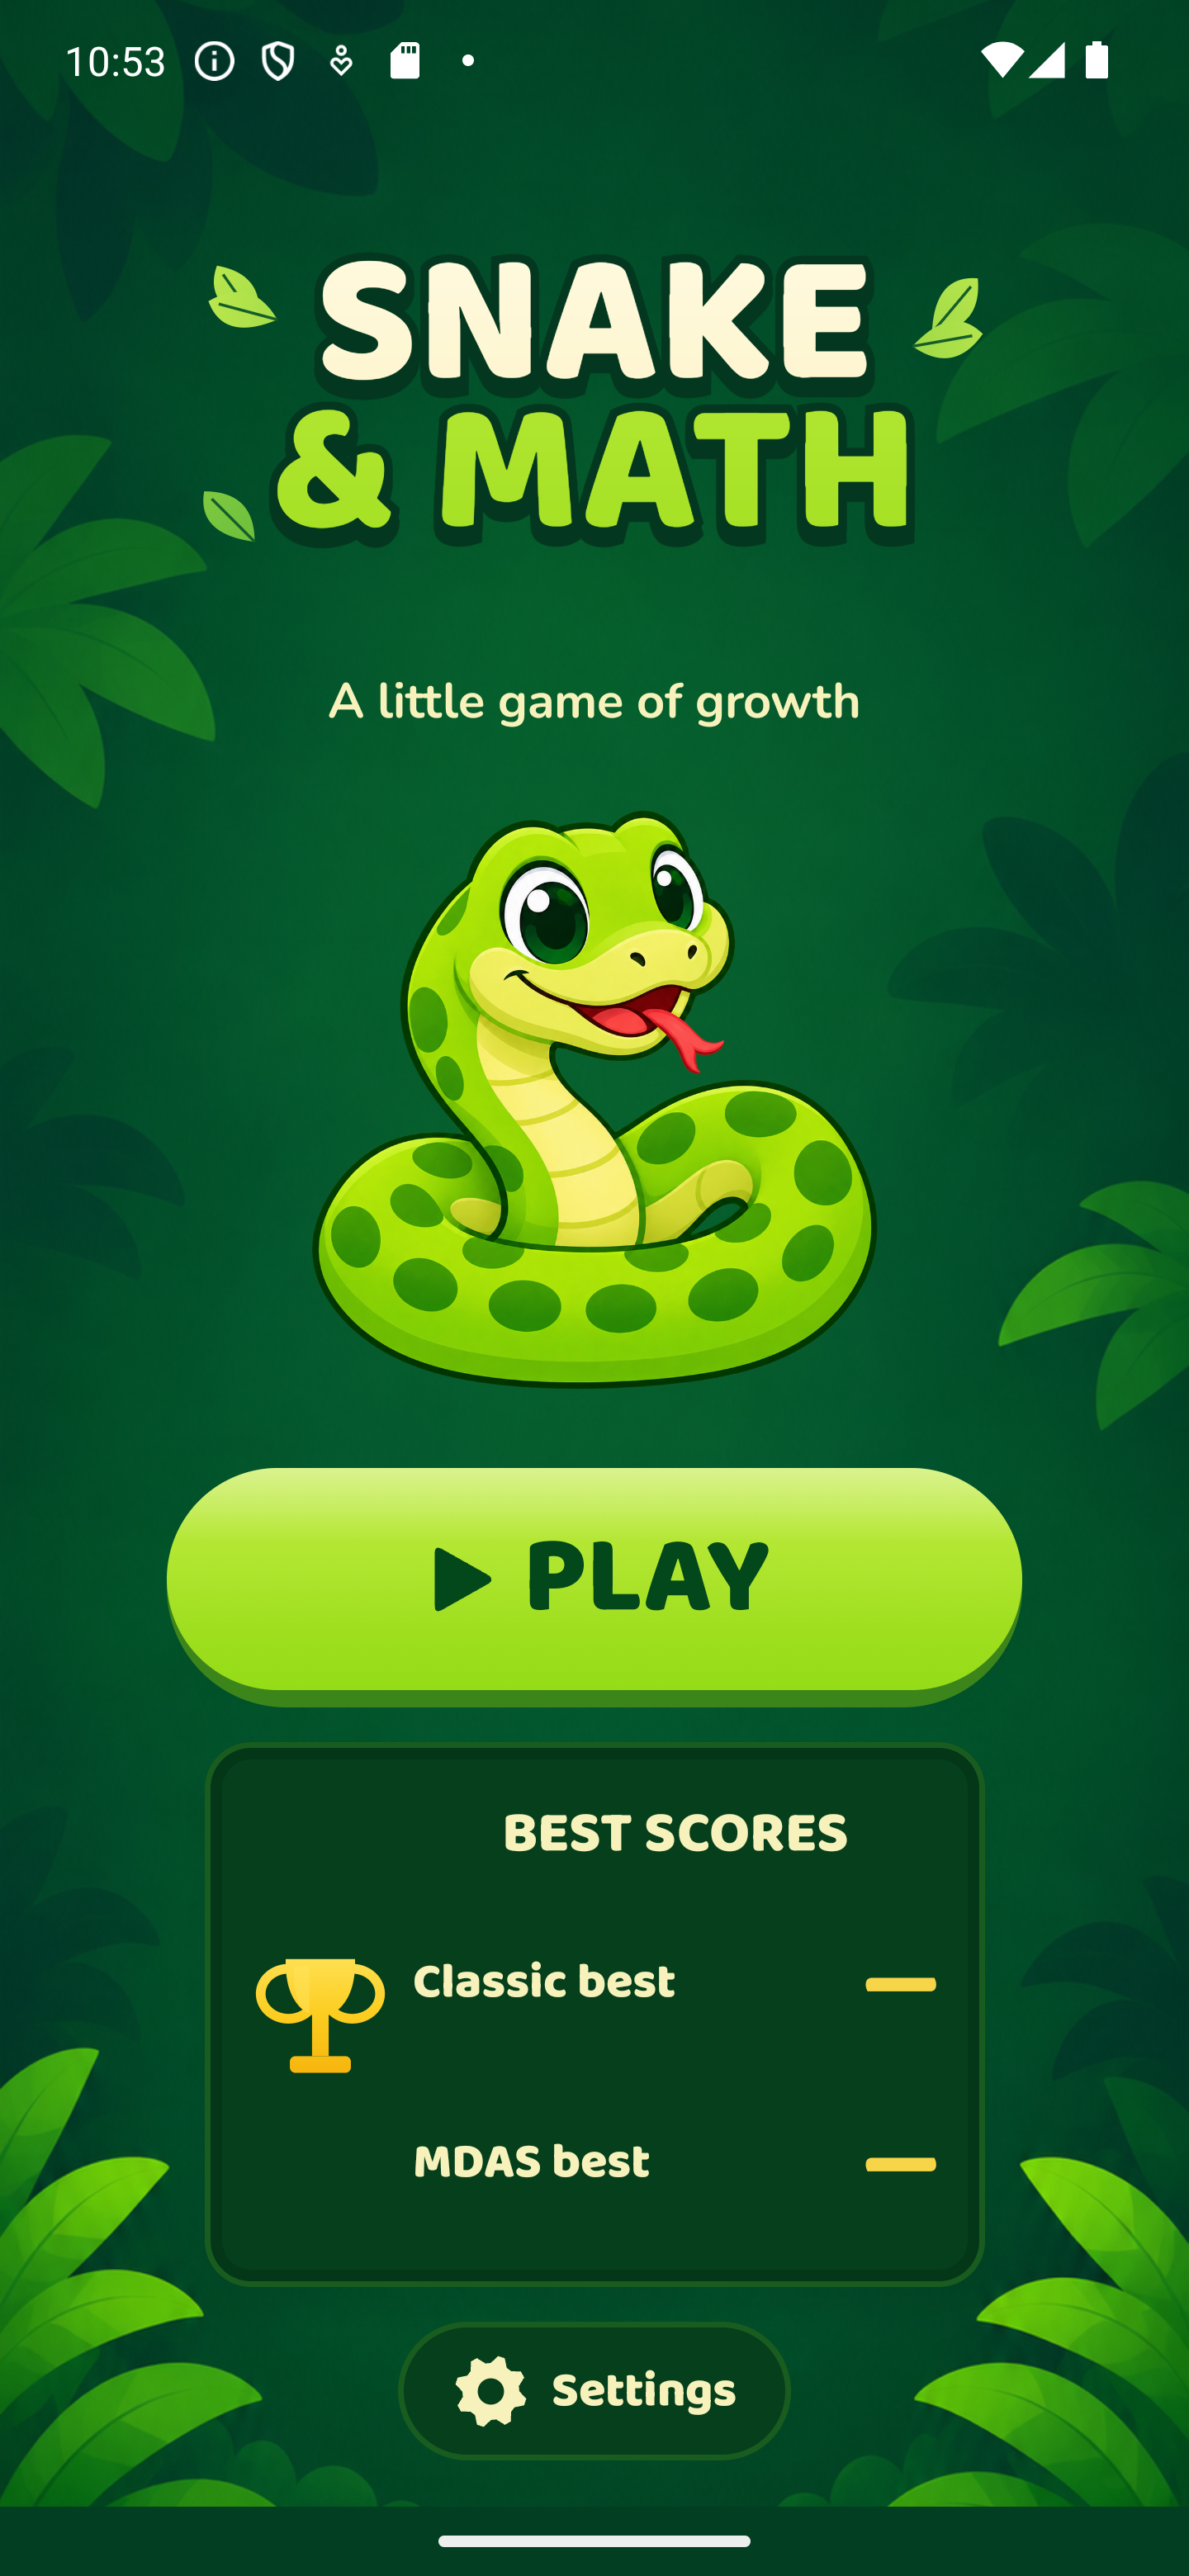 10:53
SNAKE
& MATH
A little game of growth
PLAY
BEST SCORES
Classic best —
MDAS best —
Settings